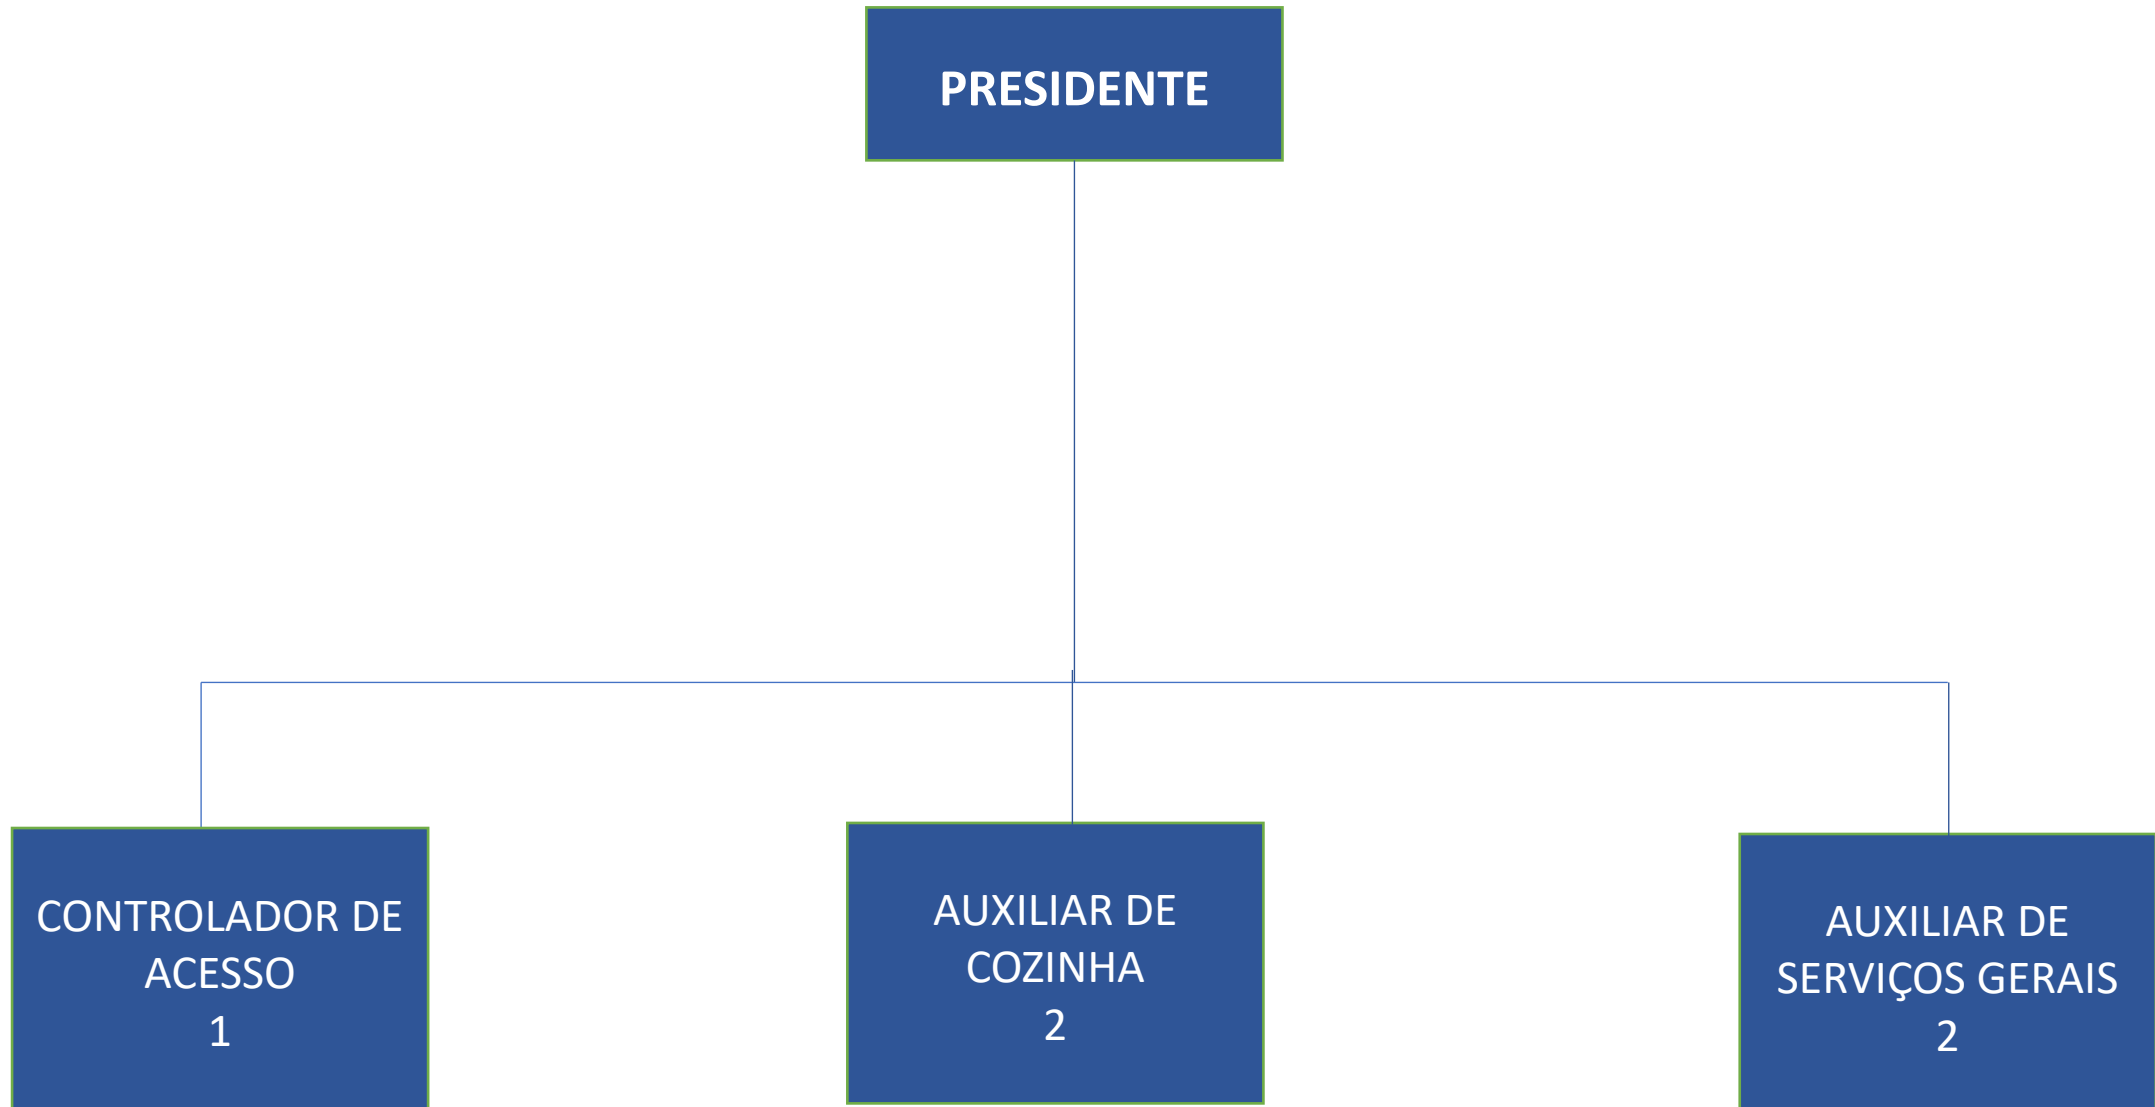 PRESIDENTE
CONTROLADOR DE
ACESSO
1
AUXILIAR DE
COZINHA
2
AUXILIAR DE
SERVIÇOS GERAIS
2